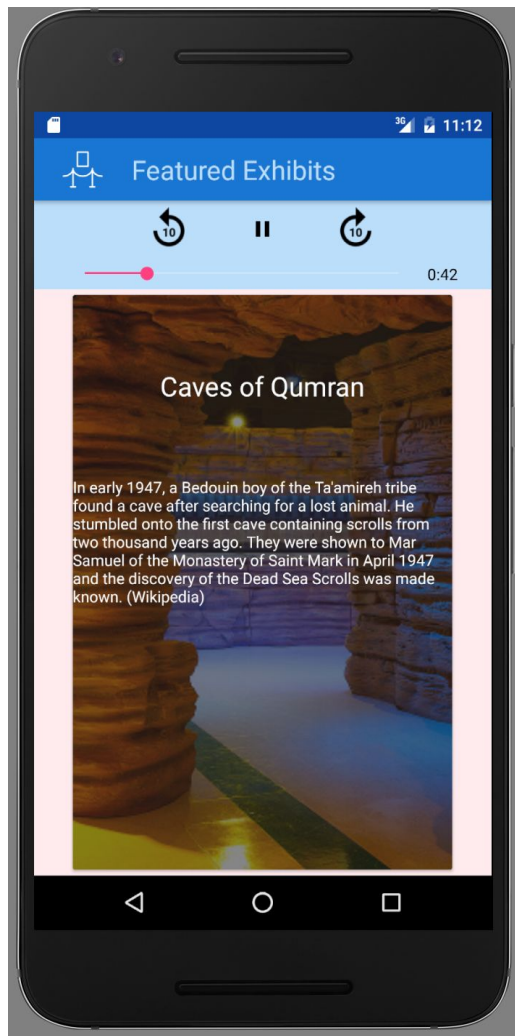 3G 11:12
Featured Exhibits
10 10
0:42
Caves of Qumran
In early 1947, a Bedouin boy of the Ta'amireh tribe
found a cave after searching for a lost animal. He
stumbled onto the first cave containing scrolls from
two thousand years ago. They were shown to Mar
Samuel of the Monastery of Saint Mark in April 1947
and the discovery of the Dead Sea Scrolls was made
known. (Wikipedia)